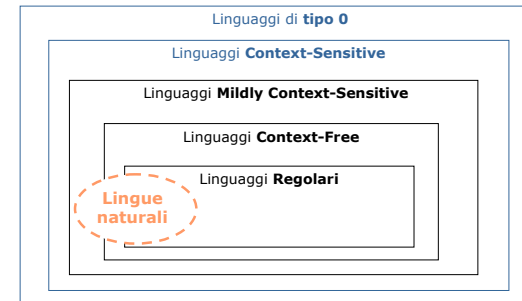 Linguaggi di tipo 0
Linguaggi Context-Sensitive
Linguaggi Mildly Context-Sensitive
Linguaggi Context-Free
Linguaggi Regolari
Lingue
naturali